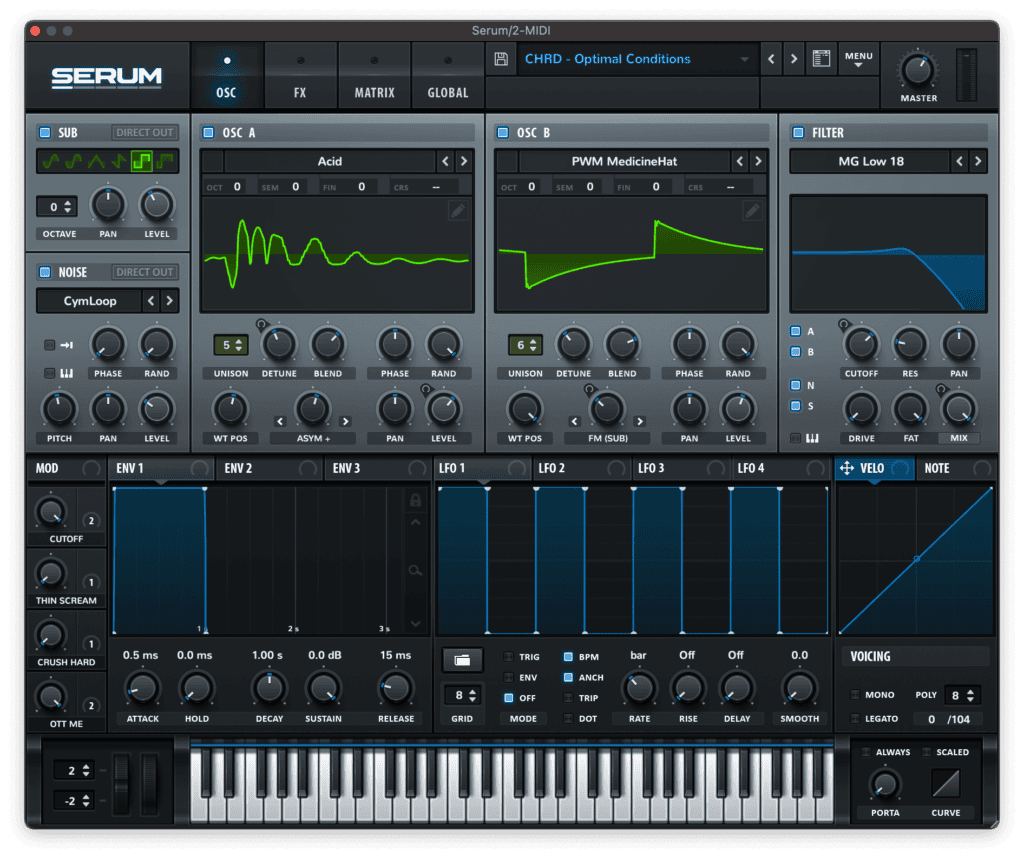 Serum/2-MIDI
SERUM
OSC
FX
MATRIX
GLOBAL
CHRD - Optimal Conditions
MENU
MASTER
SUB
DIRECT OUT
0
OCTAVE PAN LEVEL
NOISE
DIRECT OUT
CymLoop
PHASE RAND
PITCH PAN LEVEL
OSC A
Acid
OCT 0 SEM 0 FIN 0 CRS --
5
UNISON DETUNE BLEND PHASE RAND
WT POS ASYM + PAN LEVEL
OSC B
PWM MedicineHat
OCT 0 SEM 0 FIN 0 CRS --
6
UNISON DETUNE BLEND PHASE RAND
WT POS FM (SUB) PAN LEVEL
FILTER
MG Low 18
A
B
N
S
CUTOFF RES PAN
DRIVE FAT MIX
MOD
2
CUTOFF
1
THIN SCREAM
1
CRUSH HARD
2
OTT ME
ENV 1 ENV 2 ENV 3
1 s 2 s 3 s
0.5 ms 0.0 ms 1.00 s 0.0 dB 15 ms
ATTACK HOLD DECAY SUSTAIN RELEASE
LFO 1 LFO 2 LFO 3 LFO 4
TRIG BPM
ENV ANCH
OFF TRIP
MODE DOT
8
GRID
bar Off Off 0.0
RATE RISE DELAY SMOOTH
VELO NOTE
VOICING
MONO POLY 8
LEGATO 0 /104
2
-2
ALWAYS SCALED
PORTA CURVE